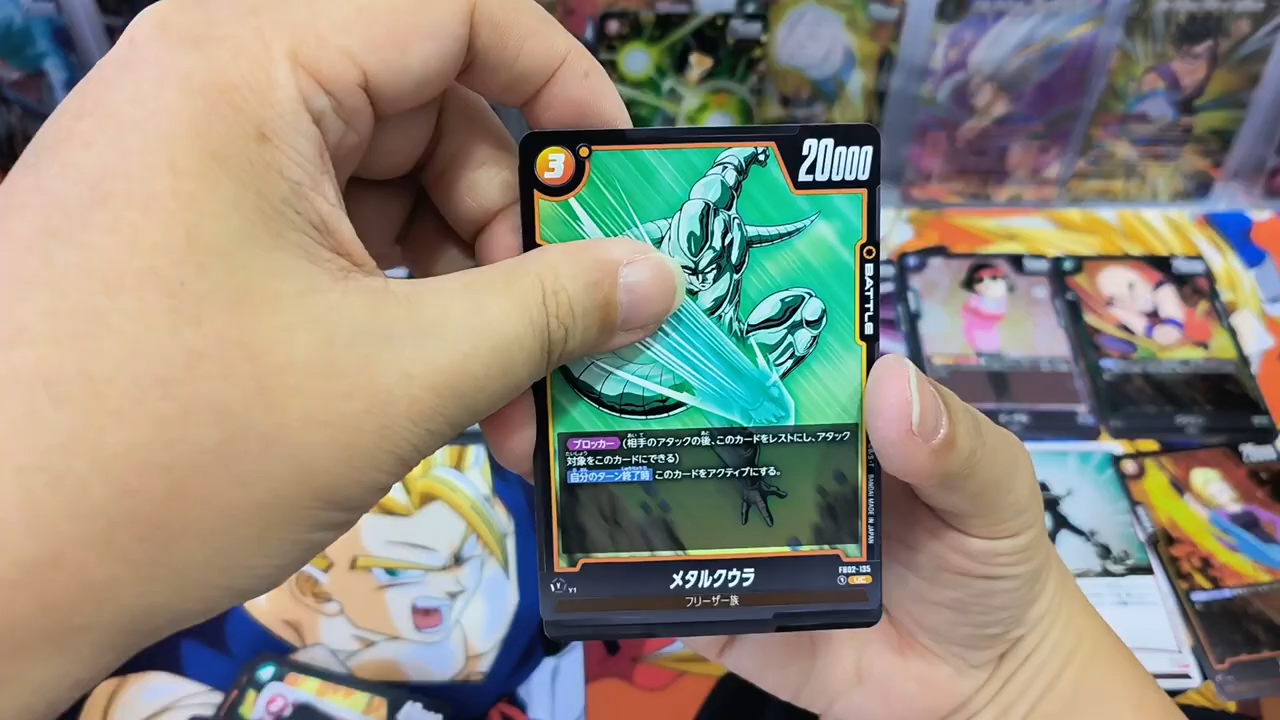 3
20000
BATTLE
ブロッカー (相手のアタックの後、このカードをレストにし、アタック
対象をこのカードにできる)
自分のターン終了時 このカードをアクティブにする。
BANDAI MADE IN JAPAN
FB02-135
メタルクウラ
Y1
UC
フリーザー族